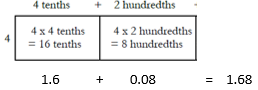 4 tenths + 2 hundredths
4 x 4 tenths 4 x 2 hundredths
4
= 16 tenths = 8 hundredths
1.6 + 0.08 = 1.68